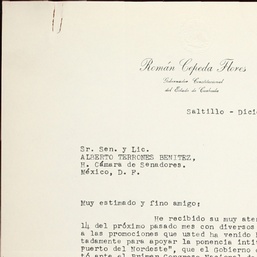 Román Cepeda Flores
Gobernador Constitucional
del Estado de Coahuila
Saltillo - Dici
Sr. Sen. y Lic.
ALBERTO TERRONES BENITEZ,
H. Cámara de Senadores.
México, D. F.
Muy estimado y fino amigo;
He recibido su muy aten
14 del próximo pasado mes con diversos
a las promociones que usted ha venido h
tadamente para apoyar la ponencia intit
Puerto del Nordeste", que el Gobierno d